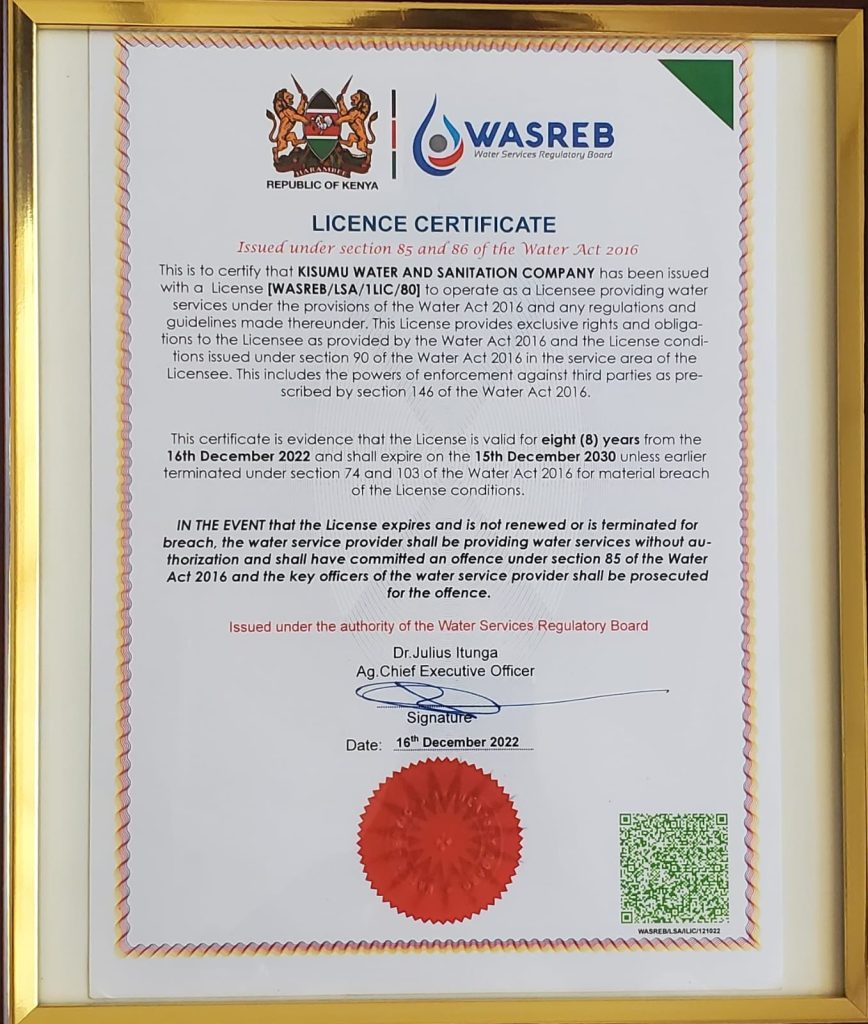 HARAMBEE
REPUBLIC OF KENYA
WASREB
Water Services Regulatory Board
LICENCE CERTIFICATE
Issued under section 85 and 86 of the Water Act 2016
This is to certify that KISUMU WATER AND SANITATION COMPANY has been issued
with a License [WASREB/LSA/1LIC/80] to operate as a Licensee providing water
services under the provisions of the Water Act 2016 and any regulations and
guidelines made thereunder. This License provides exclusive rights and obliga-
tions to the Licensee as provided by the Water Act 2016 and the License condi-
tions issued under section 90 of the Water Act 2016 in the service area of the
Licensee. This includes the powers of enforcement against third parties as pre-
scribed by section 146 of the Water Act 2016.
This certificate is evidence that the License is valid for eight (8) years from the
16th December 2022 and shall expire on the 15th December 2030 unless earlier
terminated under section 74 and 103 of the Water Act 2016 for material breach
of the License conditions.
IN THE EVENT that the License expires and is not renewed or is terminated for
breach, the water service provider shall be providing water services without au-
thorization and shall have committed an offence under section 85 of the Water
Act 2016 and the key officers of the water service provider shall be prosecuted
for the offence.
Issued under the authority of the Water Services Regulatory Board
Dr.Julius Itunga
Ag.Chief Executive Officer
Signature
Date: 16th December 2022
WASREB/LSA/ILIC/121022